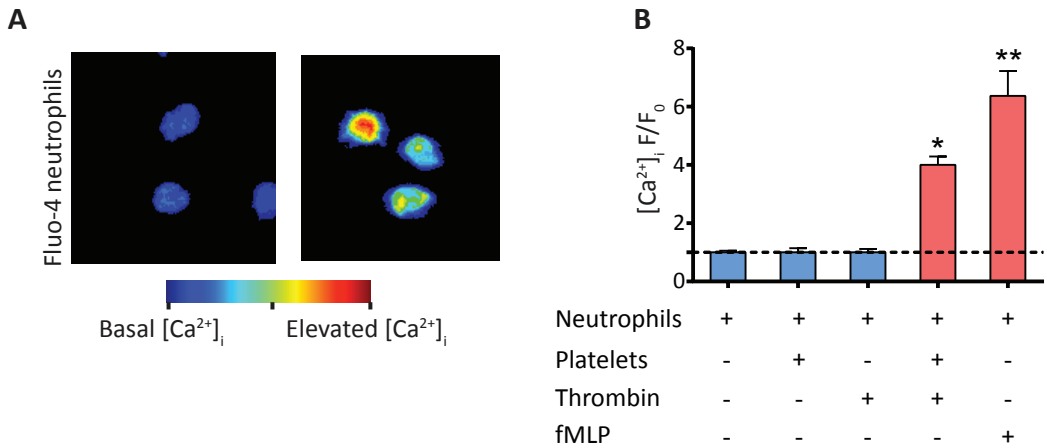 A
Fluo-4 neutrophils
Basal [Ca²⁺]ᵢ
Elevated [Ca²⁺]ᵢ
B
[Ca²⁺]ᵢ F/F₀
8
6
4
2
0
*
**
Neutrophils + + + + +
Platelets - + - + -
Thrombin - - + + -
fMLP - - - - +